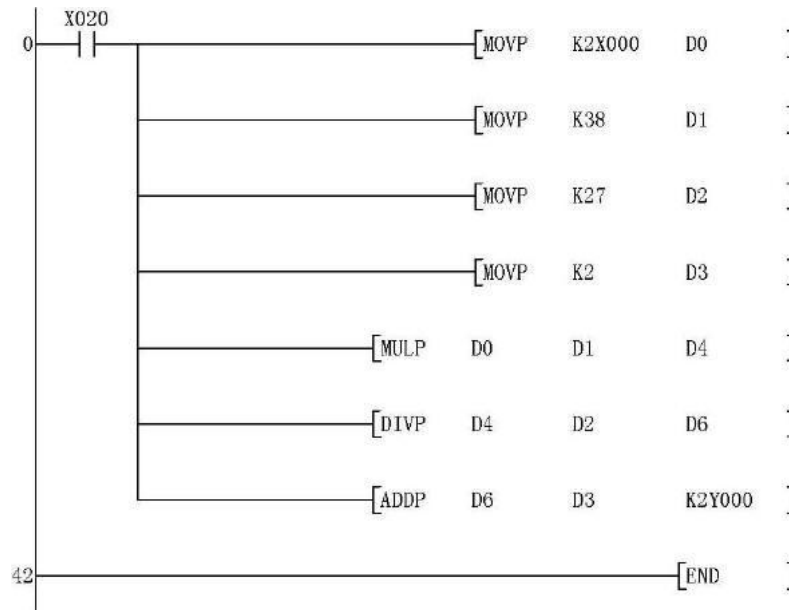 X020
0 [MOVP K2X000 D0 ]
[MOVP K38 D1 ]
[MOVP K27 D2 ]
[MOVP K2 D3 ]
[MULP D0 D1 D4 ]
[DIVP D4 D2 D6 ]
[ADDP D6 D3 K2Y000 ]
42 [END ]